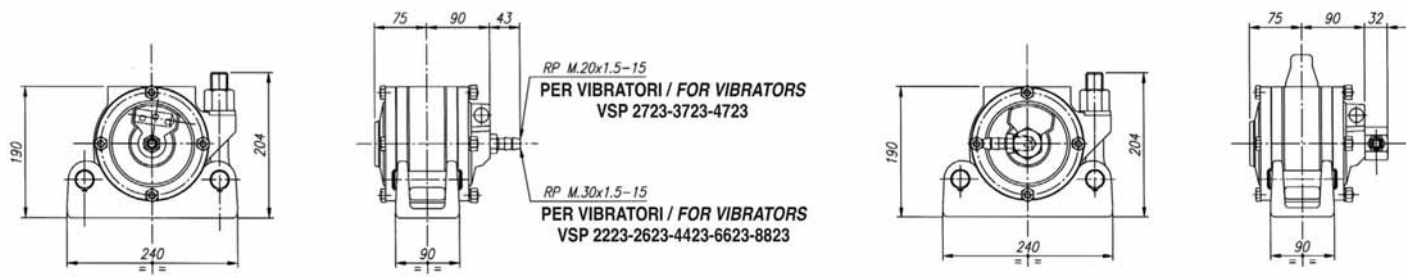 75 90 43
190
204
240
= =
RP M.20x1.5-15
PER VIBRATORI / FOR VIBRATORS
VSP 2723-3723-4723
RP M.30x1.5-15
PER VIBRATORI / FOR VIBRATORS
VSP 2223-2623-4423-6623-8823
90
= =
190
204
240
= =
75 90 32
90
= =